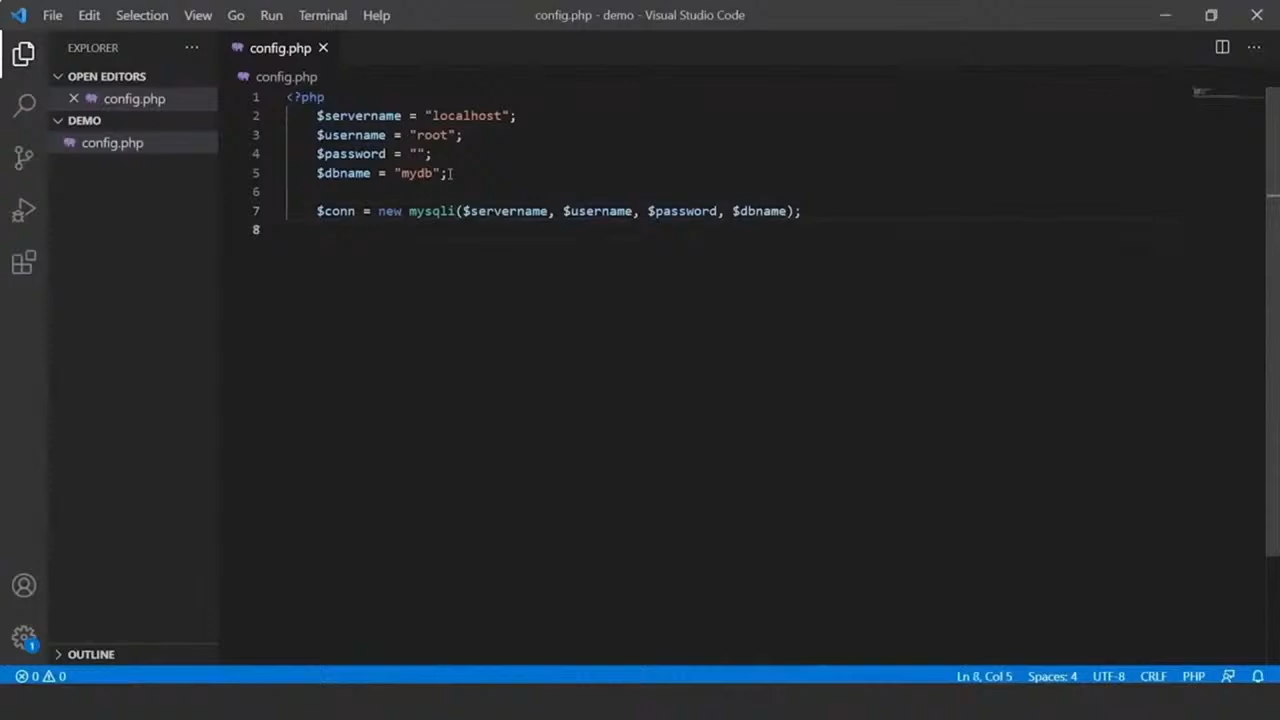 File Edit Selection View Go Run Terminal Help config.php - demo - Visual Studio Code
EXPLORER
config.php
OPEN EDITORS
config.php
DEMO
config.php
config.php
1 <?php
2 $servername = "localhost";
3 $username = "root";
4 $password = "";
5 $dbname = "mydb";
6
7 $conn = new mysqli($servername, $username, $password, $dbname);
8
1
OUTLINE
0 0 Ln 8, Col 5 Spaces: 4 UTF-8 CRLF PHP